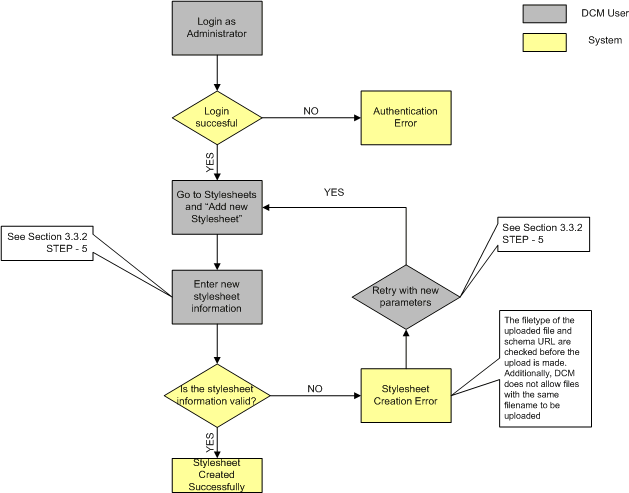 Login as
Administrator
DCM User
System
Login
succesful
NO
Authentication
Error
YES
Go to Stylesheets
and “Add new
Stylesheet”
YES
See Section 3.3.2
STEP - 5
See Section 3.3.2
STEP - 5
Enter new
stylesheet
information
Retry with new
parameters
The filetype of the
uploaded file and
schema URL are
checked before the
upload is made.
Additionally, DCM
does not allow files
with the same
filename to be
uploaded
Is the stylesheet
information valid?
NO
Stylesheet
Creation Error
YES
Stylesheet
Created
Successfully